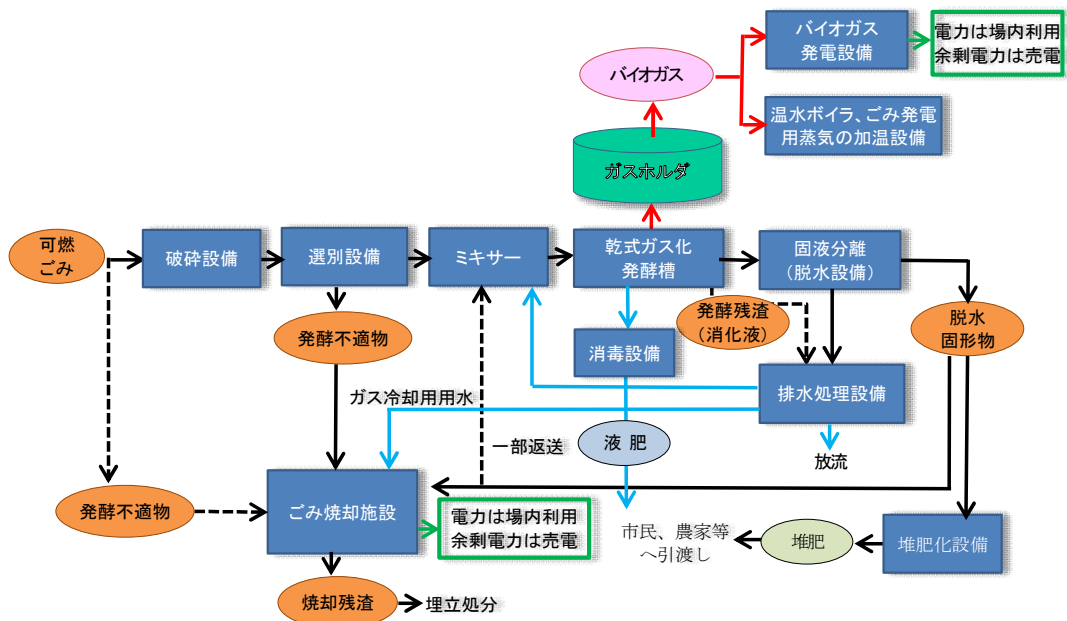 バイオガス
発電設備
電力は場内利用
余剰電力は売電
バイオガス
温水ボイラ、ごみ発電
用蒸気の加温設備
ガスホルダ
可燃
ごみ
破砕設備
選別設備
ミキサー
乾式ガス化
発酵槽
固液分離
（脱水設備）
発酵不適物
発酵残渣
（消化液）
脱水
固形物
消毒設備
排水処理設備
ガス冷却用用水
一部返送
液 肥
放流
発酵不適物
ごみ焼却施設
電力は場内利用
余剰電力は売電
市民、農家等
へ引渡し
堆肥
堆肥化設備
焼却残渣
埋立処分